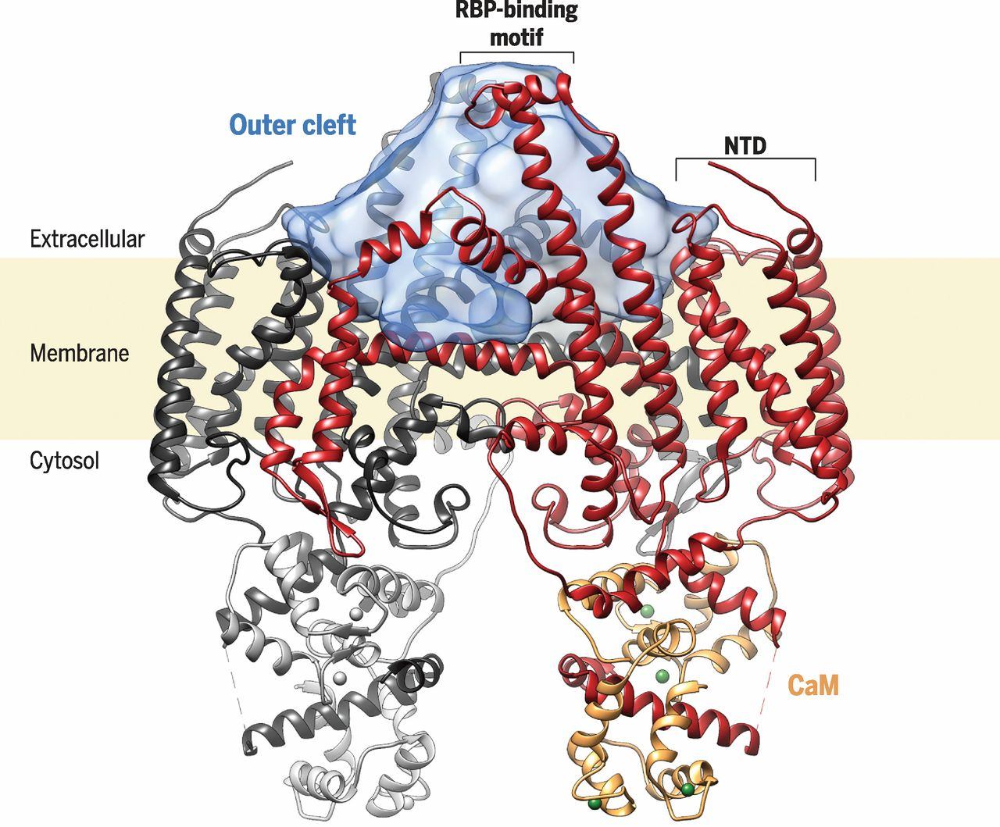 RBP-binding
motif
Outer cleft
NTD
Extracellular
Membrane
Cytosol
CaM